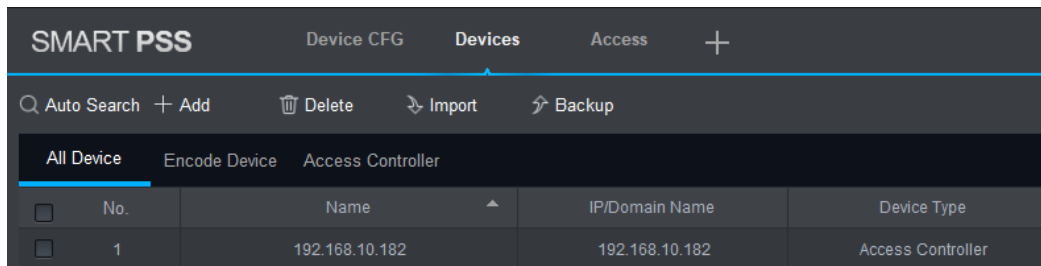 SMART PSS Device CFG Devices Access
Auto Search Add Delete Import Backup
All Device Encode Device Access Controller
No. Name IP/Domain Name Device Type
1 192.168.10.182 192.168.10.182 Access Controller